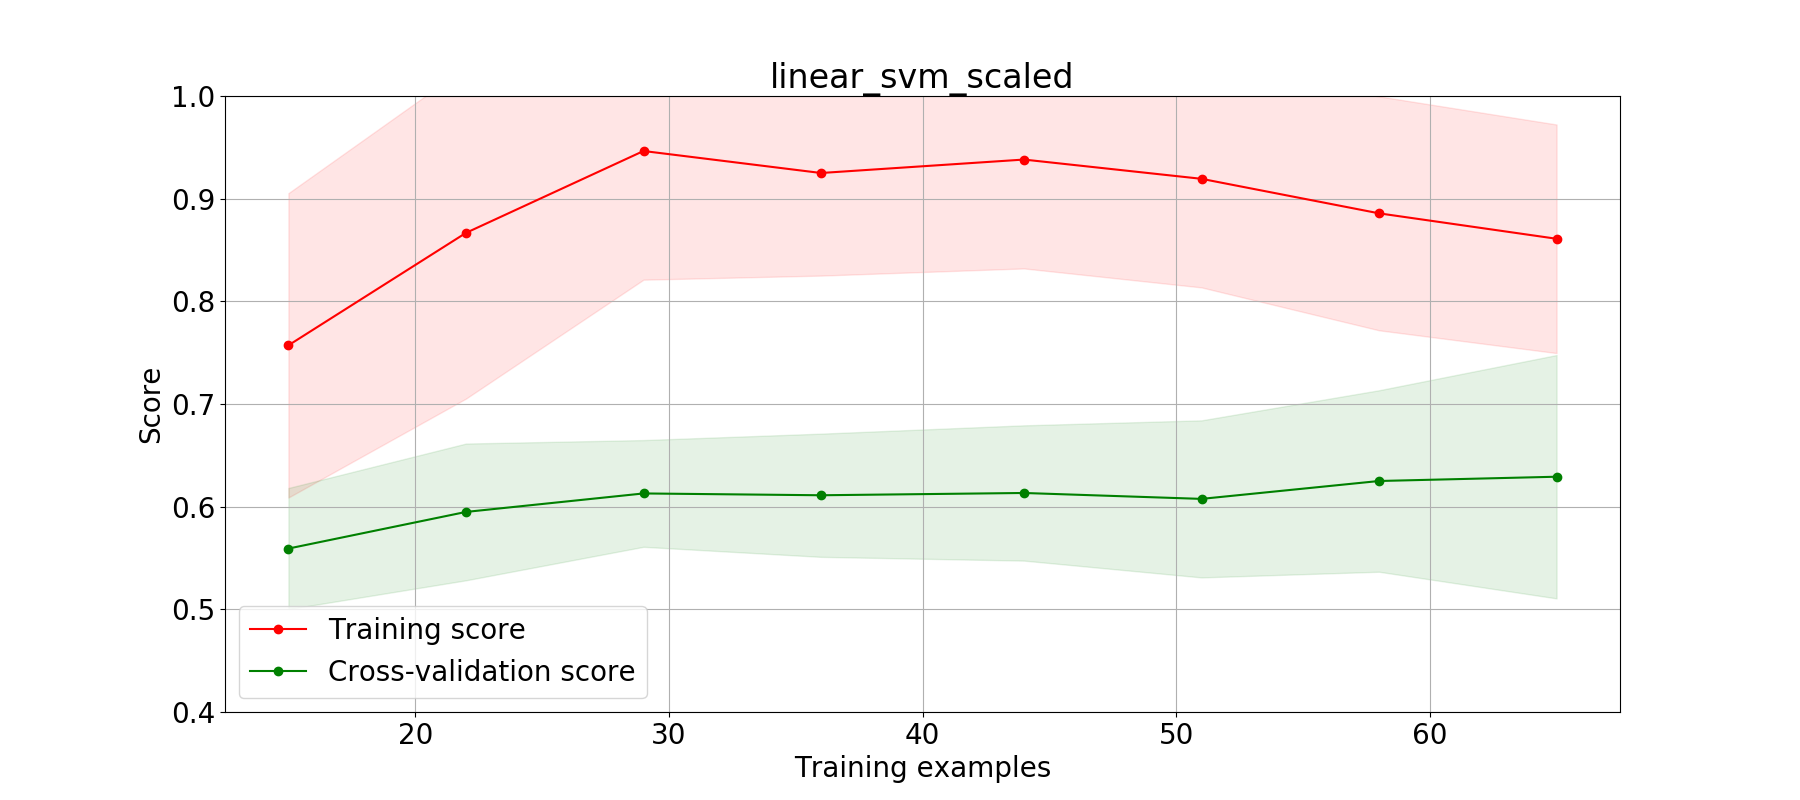 linear_svm_scaled
1.0
0.9
0.8
0.7
0.6
0.5
0.4
Score
Training score
Cross-validation score
20 30 40 50 60
Training examples